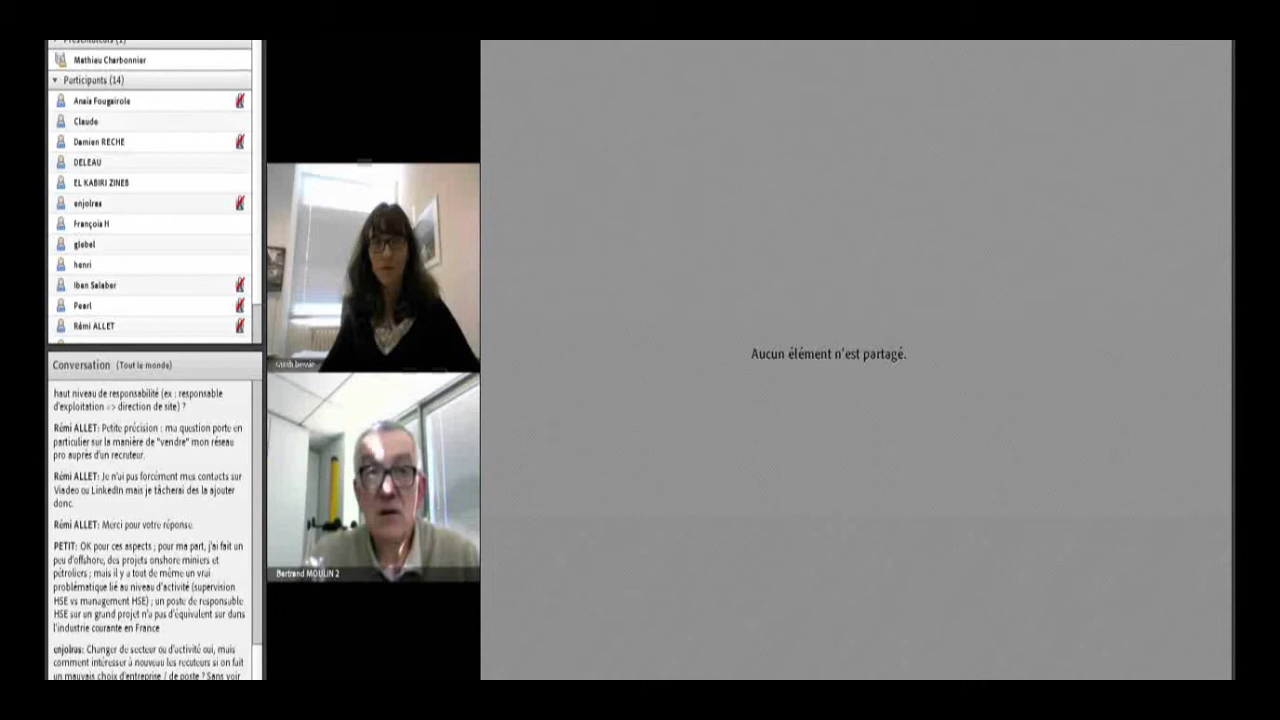 Mathieu Charbonnier
Participants (14)
Anais Fougairole
Claude
Damien RECHE
DELEAU
EL KABIRI ZINEB
enjolras
François H
glebel
henri
Iban Salaber
Pearl
Rémi ALLET
Conversation (Tout le monde)
haut niveau de responsabilité (ex : responsable
d'exploitation => direction de site) ?
Rémi ALLET: Petite précision : ma question porte en
particulier sur la manière de "vendre" mon réseau
pro auprès d'un recruteur.
Rémi ALLET: Je n'ai pas forcément mes contacts sur
Viadeo ou LinkedIn mais je tâcherai des la ajouter
donc.
Rémi ALLET: Merci pour votre réponse.
PETIT: OK pour ces aspects ; pour ma part, j'ai fait un
peu d'offshore, des projets onshore miniers et
pétroliers ; mais il y a tout de même un vrai
problématique lié au niveau d'activité (supervision
HSE vs management HSE) ; un poste de responsable
HSE sur un grand projet n'a pas d'équivalent sur dans
l'industrie courante en France
enjolras: Changer de secteur ou d'activité oui, mais
comment intéresser à nouveau les recuteurs si on fait
un mauvais choix d'entreprise / de poste ? Sans voir
Bertrand MOULIN 2
Aucun élément n'est partagé.